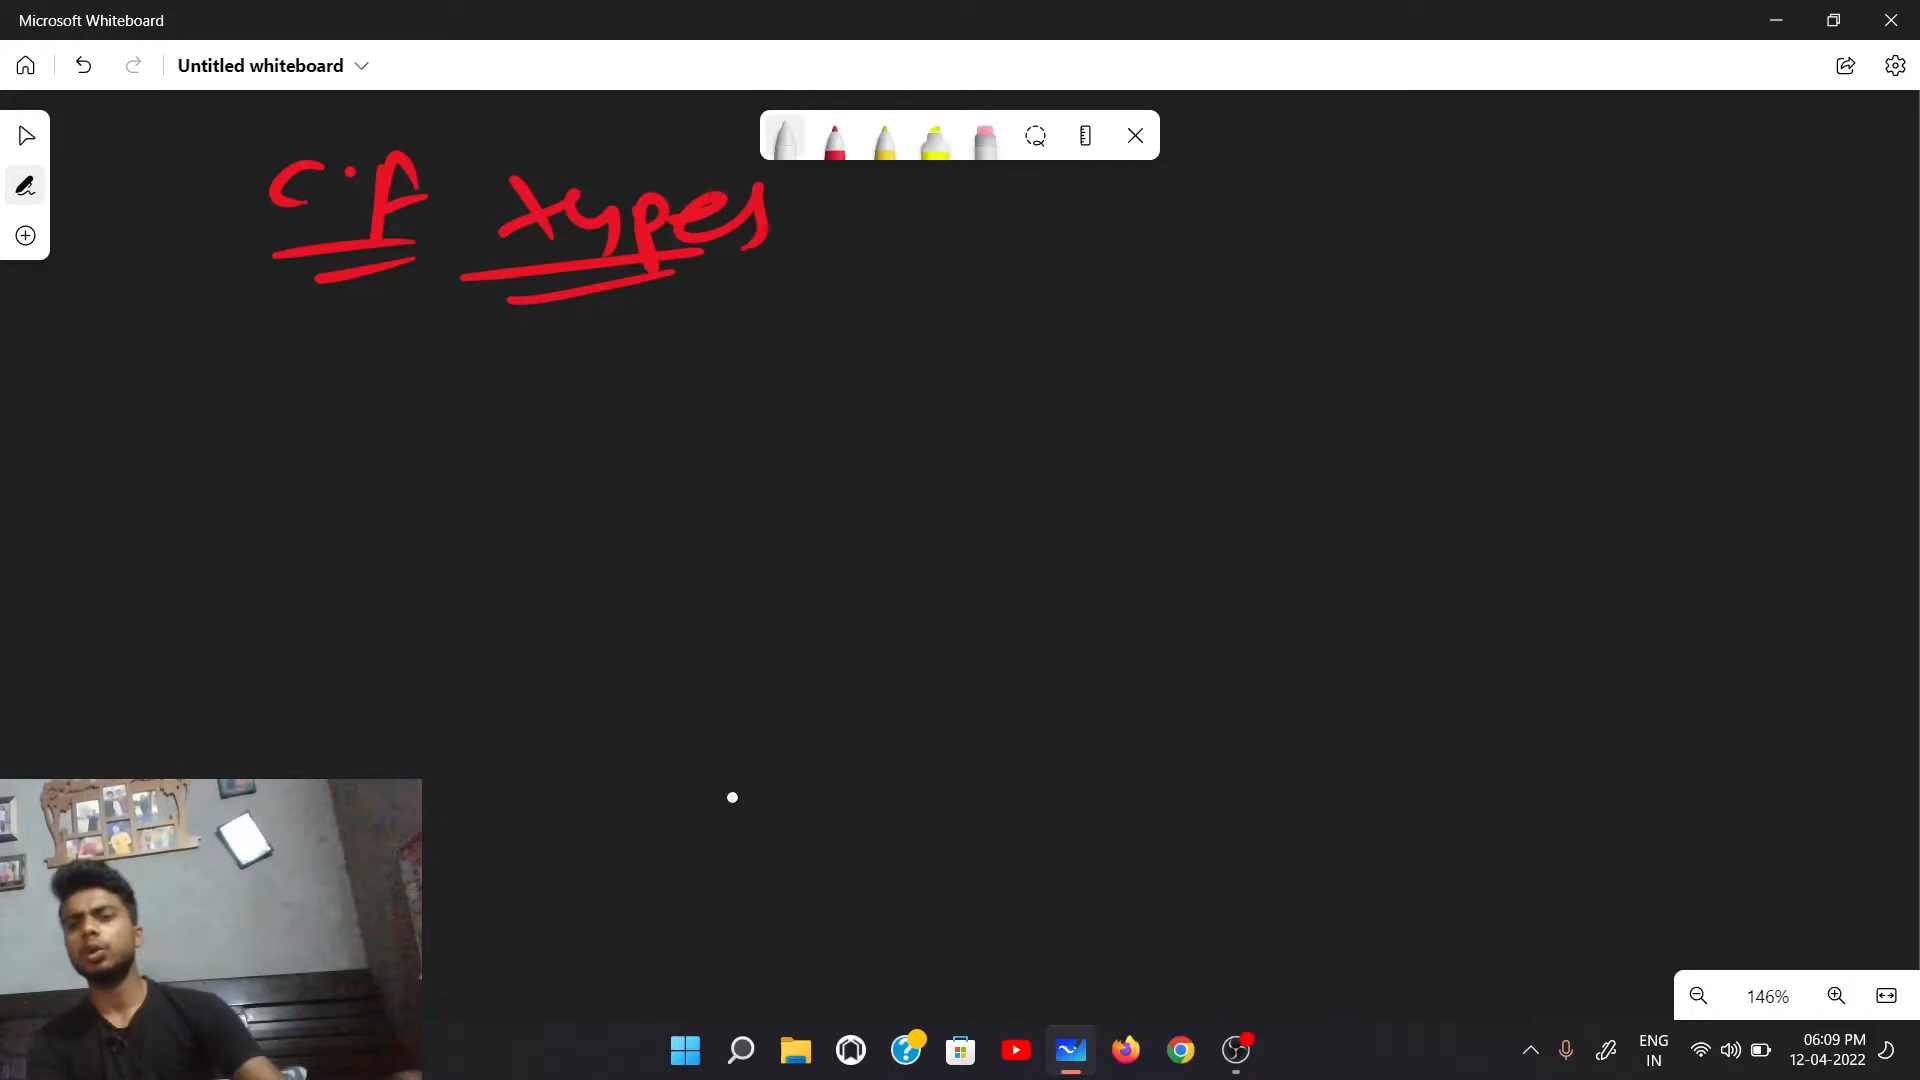 Microsoft Whiteboard
Untitled whiteboard
C.f types
146%
ENG
IN
06:09 PM
12-04-2022